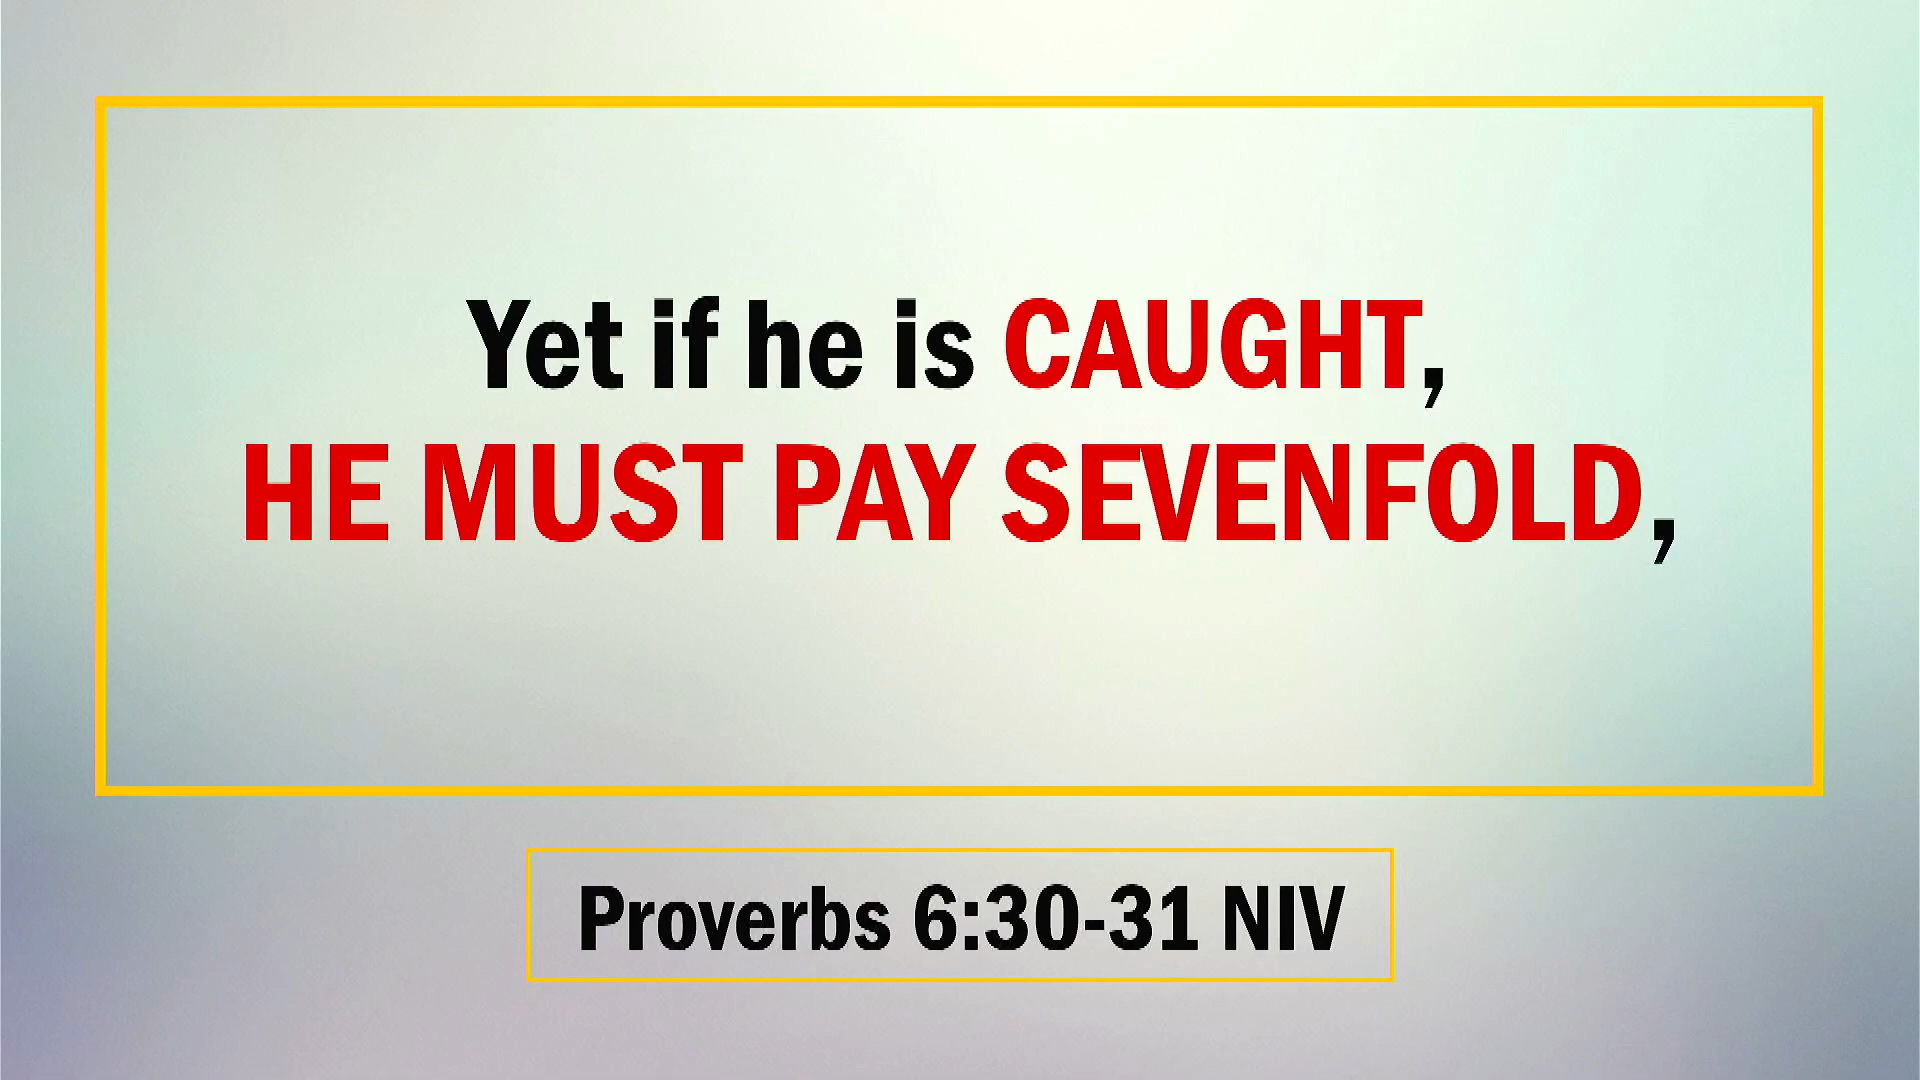 Yet if he is CAUGHT,
HE MUST PAY SEVENFOLD,
Proverbs 6:30-31 NIV